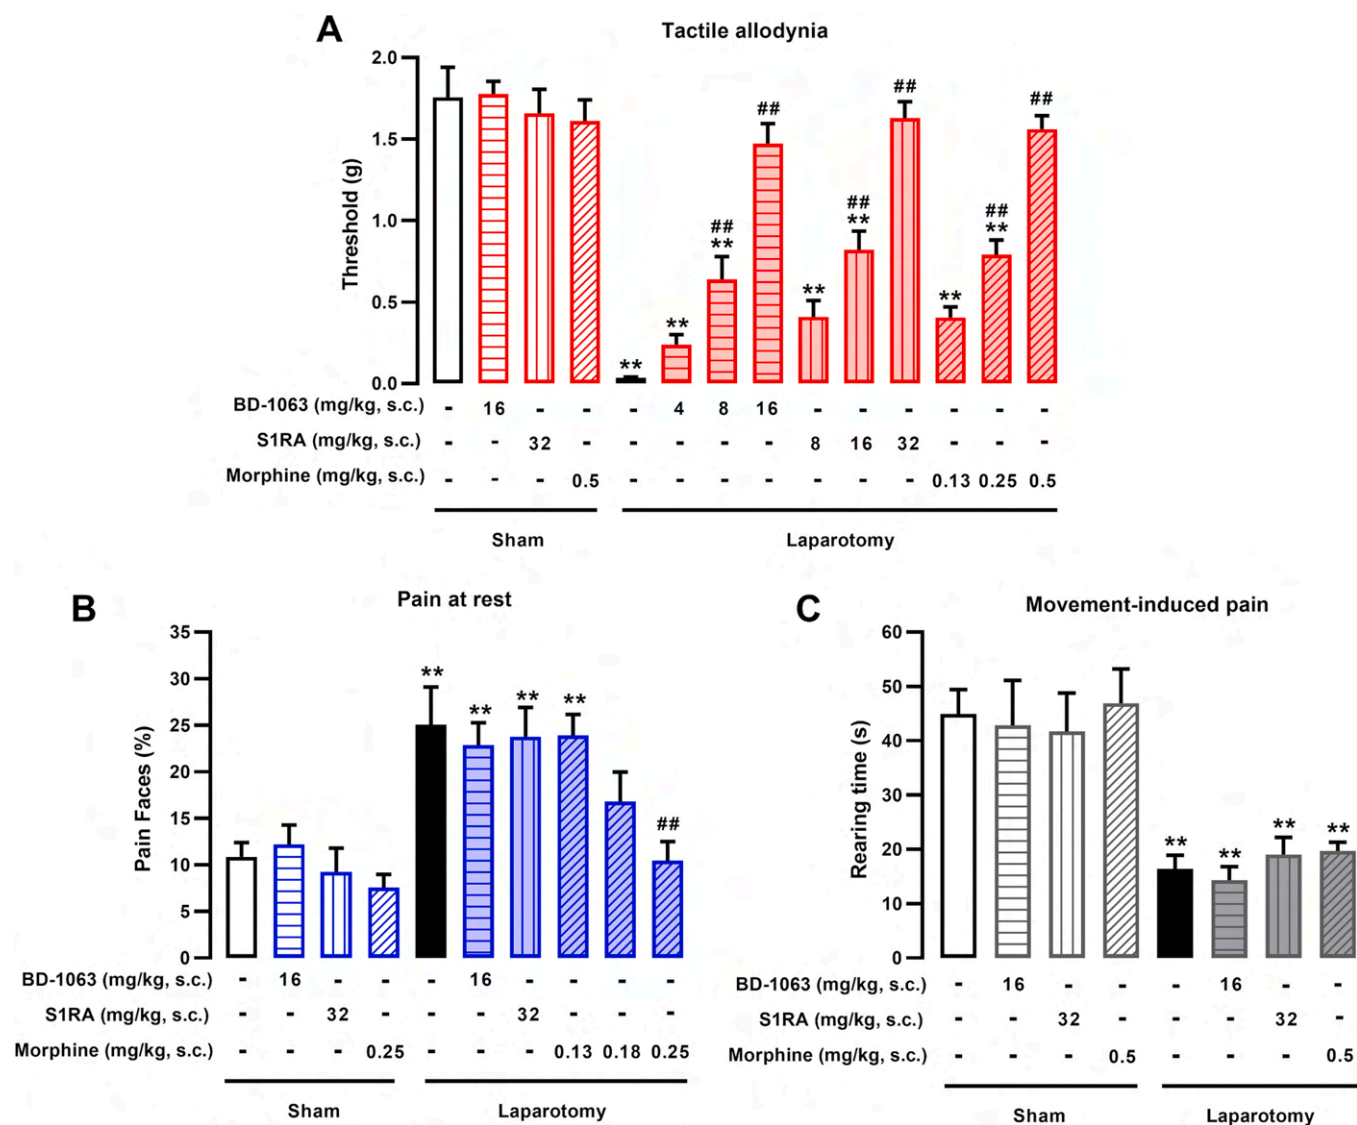 A
Tactile allodynia
2.0
1.5
1.0
0.5
0.0
Threshold (g)
** ** ## ** ## ** ## ** ## ** ## ** ##
BD-1063 (mg/kg, s.c.) - 16 - - - 4 8 16 - - - - - -
S1RA (mg/kg, s.c.) - - 32 - - - - - 8 16 32 - - -
Morphine (mg/kg, s.c.) - - - 0.5 - - - - - - - 0.13 0.25 0.5
Sham Laparotomy
B
Pain at rest
35
30
25
20
15
10
5
0
Pain Faces (%)
** ** ** ** ##
BD-1063 (mg/kg, s.c.) - 16 - - - 16 - - - -
S1RA (mg/kg, s.c.) - - 32 - - - 32 - - -
Morphine (mg/kg, s.c.) - - - 0.25 - - - 0.13 0.18 0.25
Sham Laparotomy
C
Movement-induced pain
60
50
40
30
20
10
0
Rearing time (s)
** ** ** **
BD-1063 (mg/kg, s.c.) - 16 - - - 16 - -
S1RA (mg/kg, s.c.) - - 32 - - - 32 -
Morphine (mg/kg, s.c.) - - - 0.5 - - - 0.5
Sham Laparotomy